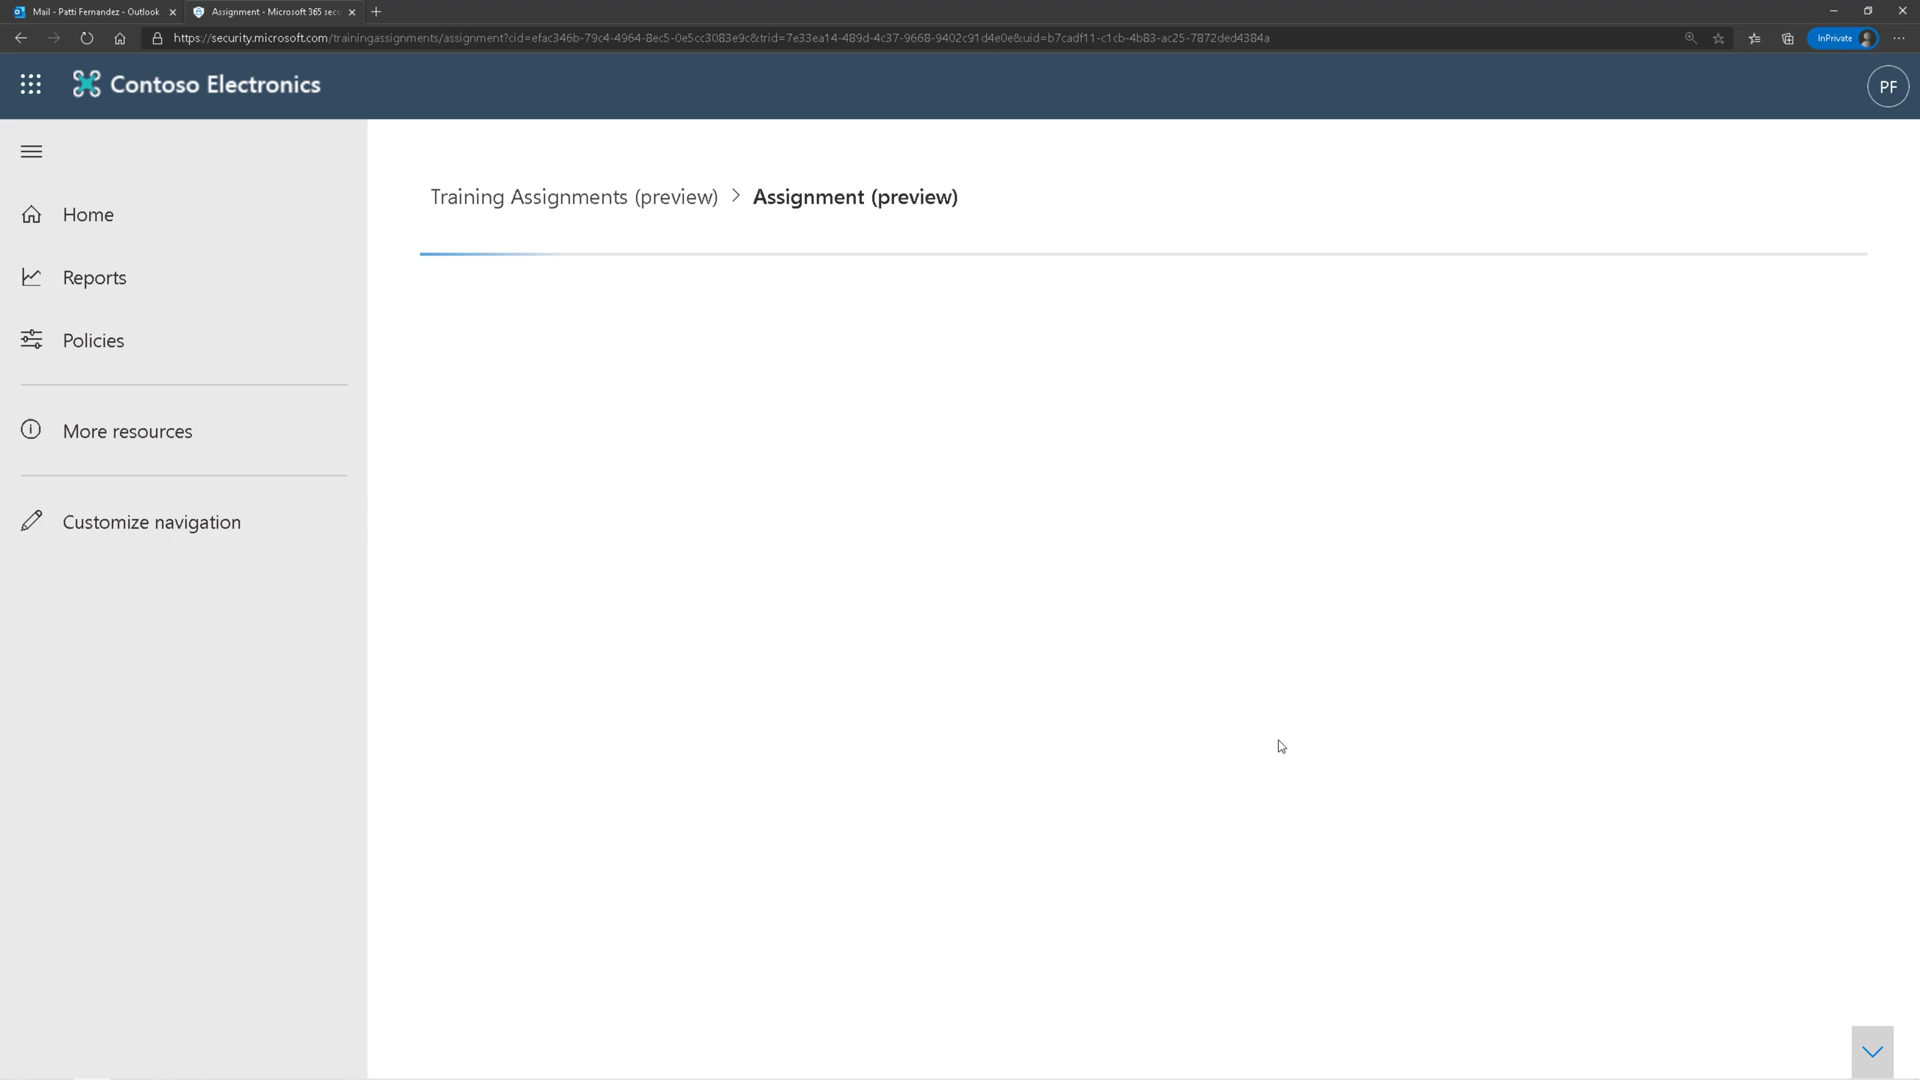 Mail - Patti Fernandez - Outlook
Assignment - Microsoft 365 secu
https://security.microsoft.com/trainingassignments/assignment?cid=efac346b-79c4-4964-8ec5-0e5cc3083e9c&trid=7e33ea14-489d-4c37-9668-9402c91d4e0e&uid=b7cadf11-c1cb-4b83-ac25-7872ded4384a
InPrivate
Contoso Electronics
PF
Training Assignments (preview) > Assignment (preview)
Home
Reports
Policies
More resources
Customize navigation